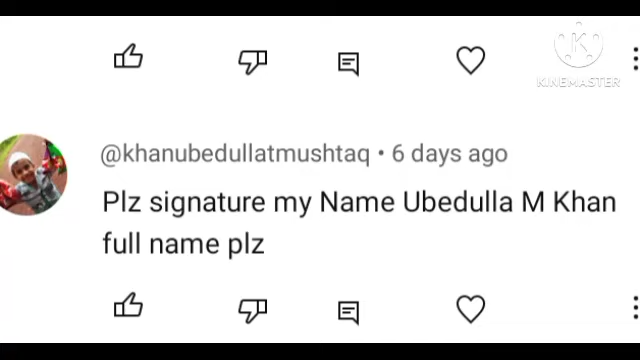 KINEMASTER
@khanubedullatmushtaq • 6 days ago
Plz signature my Name Ubedulla M Khan
full name plz